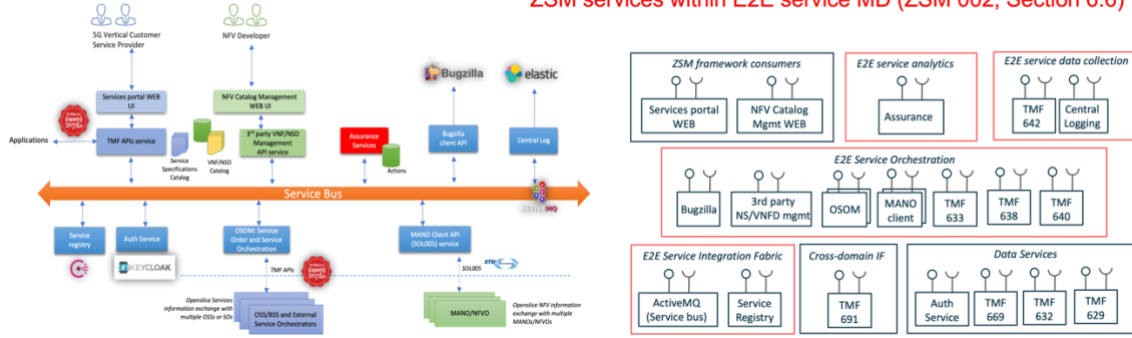 ZSM services within E2E service MD (ZSM 002, Section 6.6)
5G Vertical Customer
Service Provider
NFV Developer
Bugzilla
elastic
Services portal WEB
UI
NFV Catalog Management
WEB UI
Applications
TMF APIs service
Service
Specifications
Catalog
VNF/NSD
Catalog
3rd party VNF/NSD
Management
API service
Assurance
Services
Actions
Bugzilla
client API
Central Log
Service Bus
ACTIVEMQ
Service
registry
Auth Service
KEYCLOAK
OSOM: Service
Order and Service
Orchestration
MANO Client API
(SOL005) service
TMF APIs
SOL005
Openslice Services
information exchange with
multiple OSSs or SOs
OSS/BSS and External
Service Orchestrators
MANO/NFVO
Openslice NFV information
exchange with multiple
MANOs/NFVOs
ZSM framework consumers
Services portal
WEB
NFV Catalog
Mgmt WEB
E2E service analytics
Assurance
E2E service data collection
TMF
642
Central
Logging
E2E Service Orchestration
Bugzilla
3rd party
NS/VNFD mgmt
OSOM
MANO
client
TMF
633
TMF
638
TMF
640
E2E Service Integration Fabric
ActiveMQ
(Service bus)
Service
Registry
Cross-domain IF
TMF
691
Data Services
Auth
Service
TMF
669
TMF
632
TMF
629